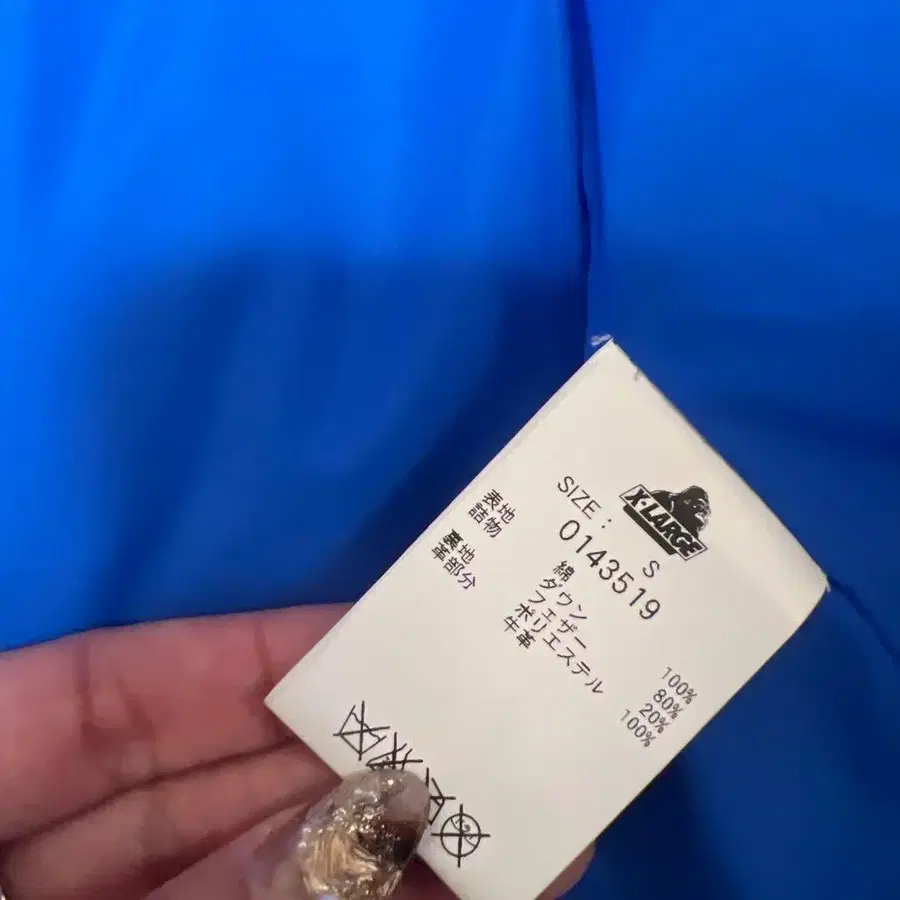 X-LARGE
SIZE: S
0143519
表地 綿 100%
詰物 ダウン 80%
フェザー 20%
裏地 ポリエステル 100%
革部分 牛革